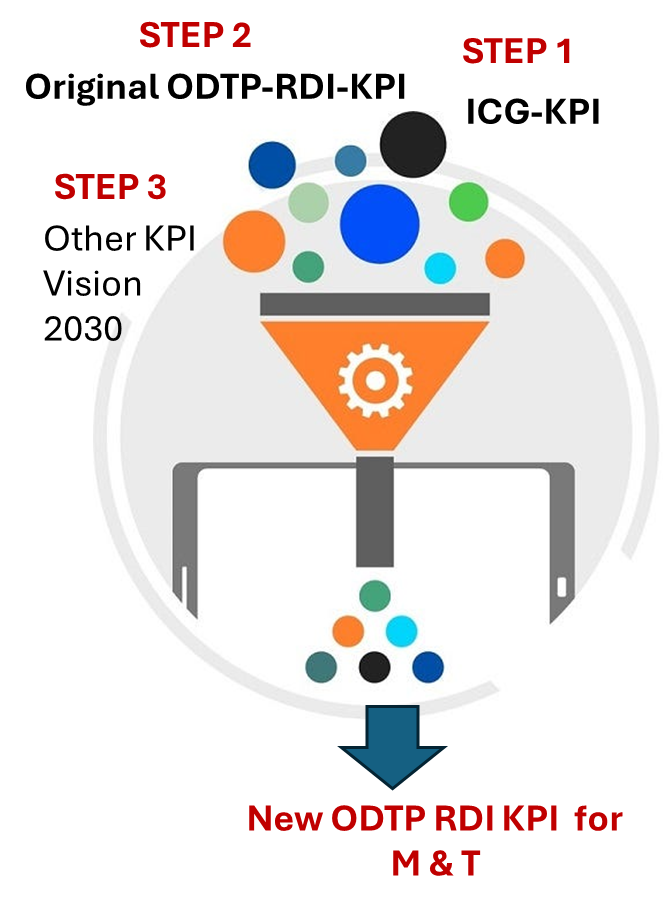 STEP 2
Original ODTP-RDI-KPI
STEP 1
ICG-KPI
STEP 3
Other KPI
Vision
2030
New ODTP RDI KPI  for
M & T